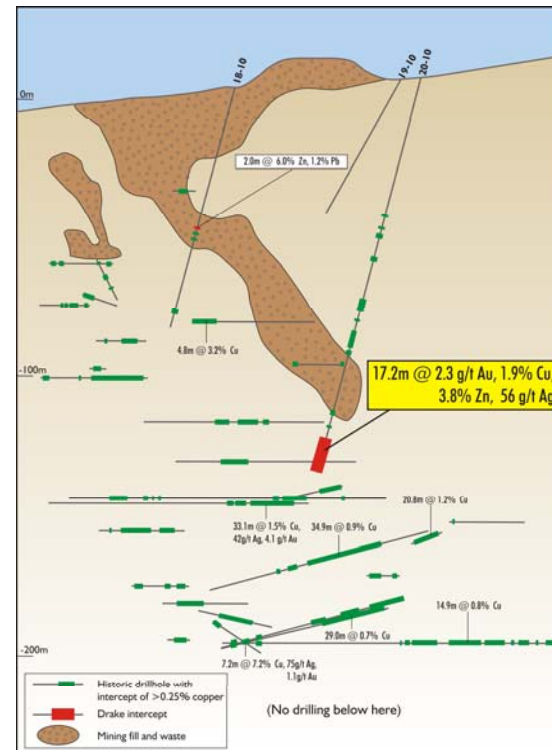 18-10
19-10
20-10
0m
2.0m @ 6.0% Zn, 1.2% Pb
4.8m @ 3.2% Cu
-100m
17.2m @ 2.3 g/t Au, 1.9% Cu,
3.8% Zn, 56 g/t Ag
20.8m @ 1.2% Cu
33.1m @ 1.5% Cu,
42g/t Ag, 4.1 g/t Au
34.9m @ 0.9% Cu
14.9m @ 0.8% Cu
29.0m @ 0.7% Cu
-200m
7.2m @ 7.2% Cu, 75g/t Ag,
1.1g/t Au
Historic drillhole with
intercept of >0.25% copper
Drake intercept
Mining fill and waste
(No drilling below here)